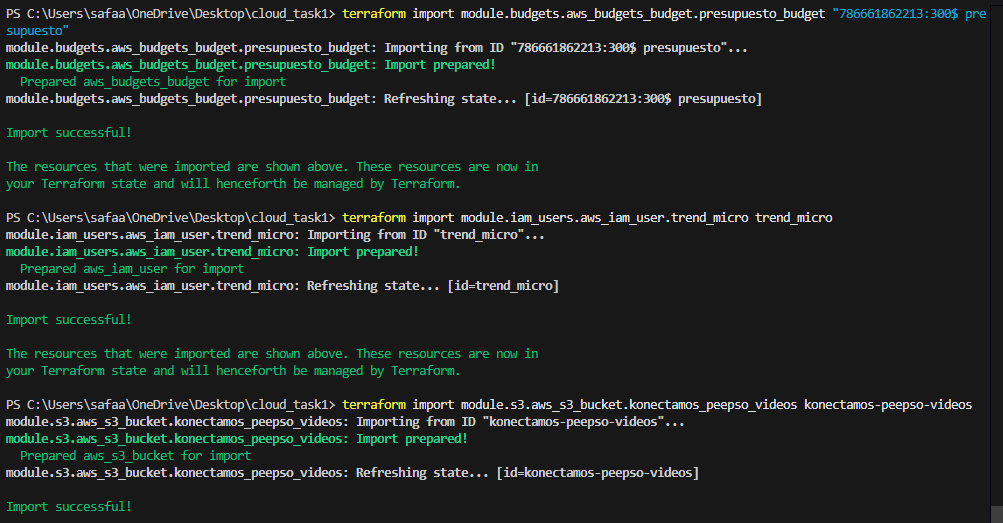 PS C:\Users\safaa\OneDrive\Desktop\cloud_task1> terraform import module.budgets.aws_budgets_budget.presupuesto_budget "786661862213:300$ pre
supuesto"
module.budgets.aws_budgets_budget.presupuesto_budget: Importing from ID "786661862213:300$ presupuesto"...
module.budgets.aws_budgets_budget.presupuesto_budget: Import prepared!
  Prepared aws_budgets_budget for import
module.budgets.aws_budgets_budget.presupuesto_budget: Refreshing state... [id=786661862213:300$ presupuesto]

Import successful!

The resources that were imported are shown above. These resources are now in
your Terraform state and will henceforth be managed by Terraform.

PS C:\Users\safaa\OneDrive\Desktop\cloud_task1> terraform import module.iam_users.aws_iam_user.trend_micro trend_micro
module.iam_users.aws_iam_user.trend_micro: Importing from ID "trend_micro"...
module.iam_users.aws_iam_user.trend_micro: Import prepared!
  Prepared aws_iam_user for import
module.iam_users.aws_iam_user.trend_micro: Refreshing state... [id=trend_micro]

Import successful!

The resources that were imported are shown above. These resources are now in
your Terraform state and will henceforth be managed by Terraform.

PS C:\Users\safaa\OneDrive\Desktop\cloud_task1> terraform import module.s3.aws_s3_bucket.konectamos_peepso_videos konectamos-peepso-videos
module.s3.aws_s3_bucket.konectamos_peepso_videos: Importing from ID "konectamos-peepso-videos"...
module.s3.aws_s3_bucket.konectamos_peepso_videos: Import prepared!
  Prepared aws_s3_bucket for import
module.s3.aws_s3_bucket.konectamos_peepso_videos: Refreshing state... [id=konectamos-peepso-videos]

Import successful!